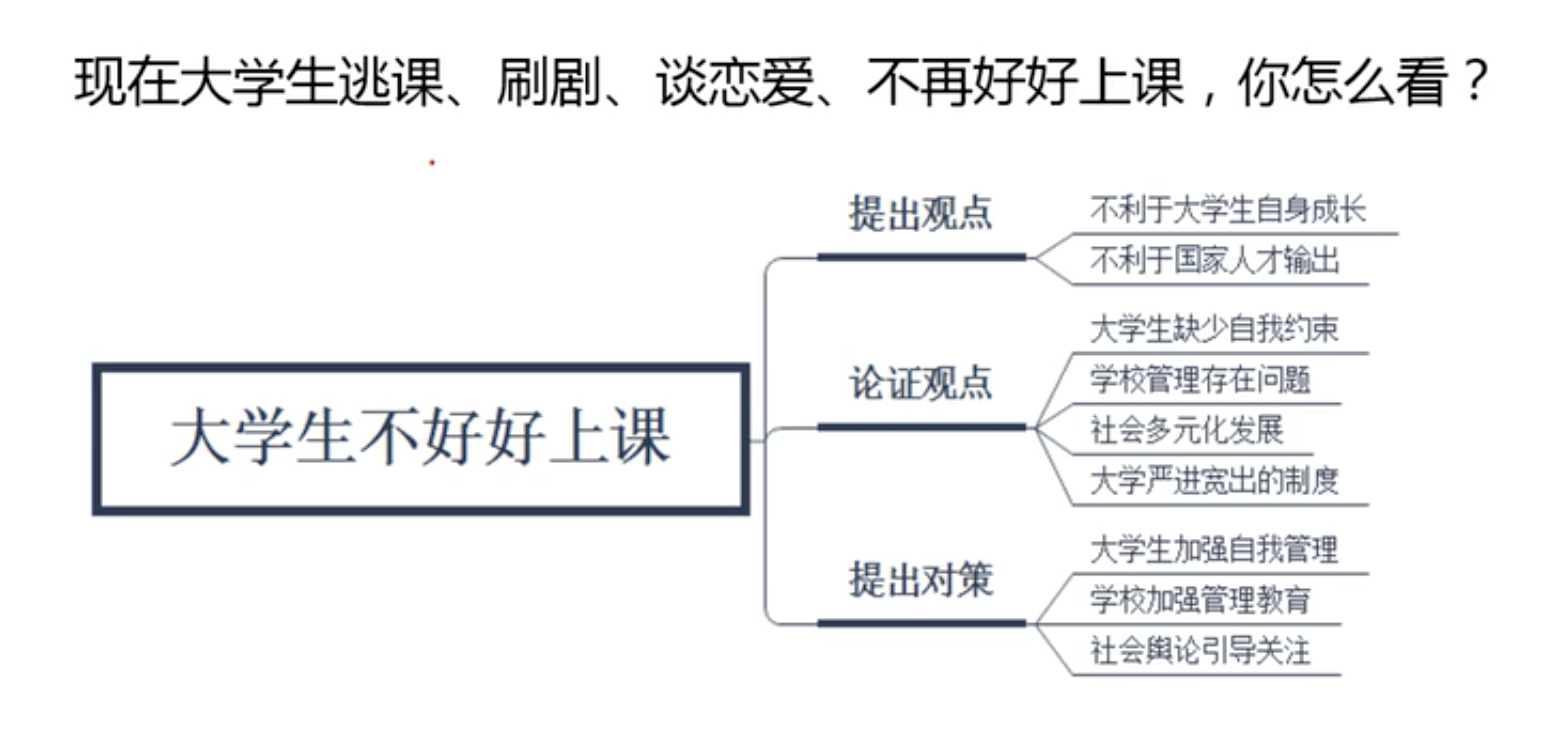 现在大学生逃课、刷剧、谈恋爱、不再好好上课，你怎么看？
大学生不好好上课
提出观点
不利于大学生自身成长
不利于国家人才输出
论证观点
大学生缺少自我约束
学校管理存在问题
社会多元化发展
大学严进宽出的制度
提出对策
大学生加强自我管理
学校加强管理教育
社会舆论引导关注